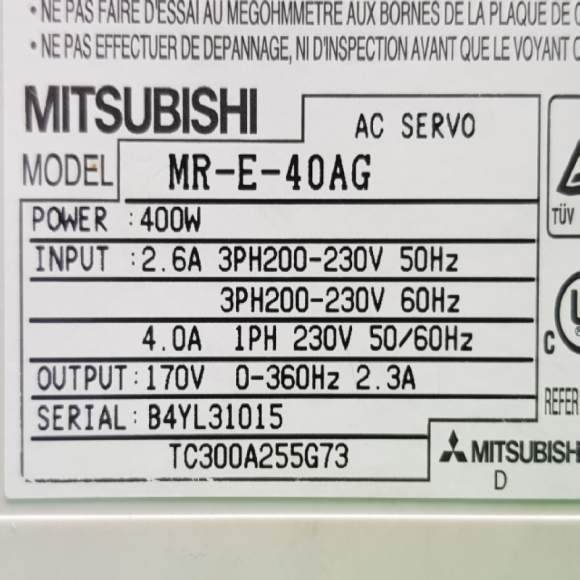 • NE PAS FAIRE D'ESSAI AU MEGOHMMETRE AUX BORNES DE LA PLAQUE DE
• NE PAS EFFECTUER DE DEPANNAGE, NI D'INSPECTION AVANT QUE LE VOYANT
MITSUBISHI
AC SERVO
MODEL MR-E-40AG
TÜV
POWER : 400W
INPUT : 2.6A 3PH200-230V 50Hz
3PH200-230V 60Hz
4.0A 1PH 230V 50/60Hz
C
OUTPUT : 170V 0-360Hz 2.3A
REFER
SERIAL : B4YL31015
TC300A255G73
MITSUBISH
D